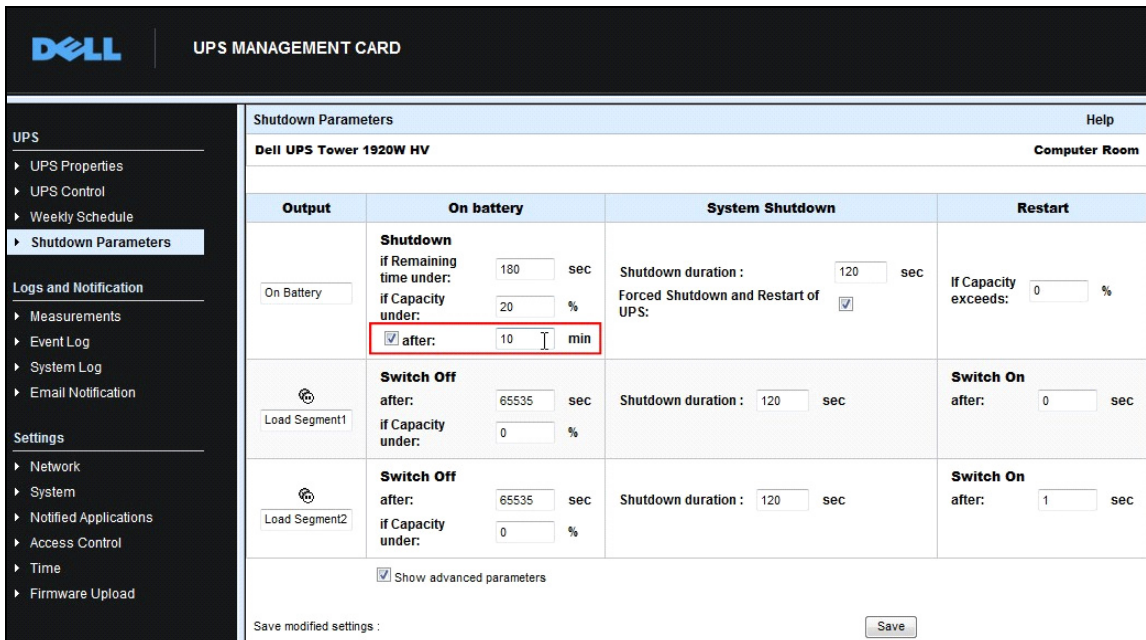 DELL
UPS MANAGEMENT CARD
UPS
UPS Properties
UPS Control
Weekly Schedule
Shutdown Parameters
Logs and Notification
Measurements
Event Log
System Log
Email Notification
Settings
Network
System
Notified Applications
Access Control
Time
Firmware Upload
Shutdown Parameters Help
Dell UPS Tower 1920W HV Computer Room
Output On battery System Shutdown Restart
On Battery
Shutdown
if Remaining
time under: 180 sec
if Capacity
under: 20 %
after: 10 min
Shutdown duration : 120 sec
Forced Shutdown and Restart of
UPS:
If Capacity
exceeds: 0 %
Load Segment1
Switch Off
after: 65535 sec
if Capacity
under: 0 %
Shutdown duration : 120 sec
Switch On
after: 0 sec
Load Segment2
Switch Off
after: 65535 sec
if Capacity
under: 0 %
Shutdown duration : 120 sec
Switch On
after: 1 sec
Show advanced parameters
Save modified settings : Save